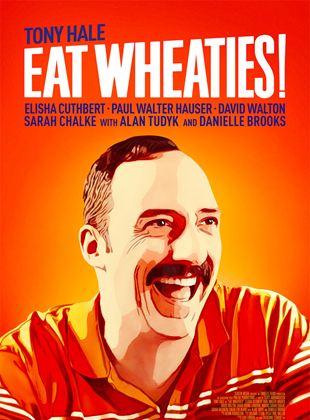 TONY HALE
EAT WHEATIES!
ELISHA CUTHBERT · PAUL WALTER HAUSER · DAVID WALTON
SARAH CHALKE WITH ALAN TUDYK AND DANIELLE BROOKS